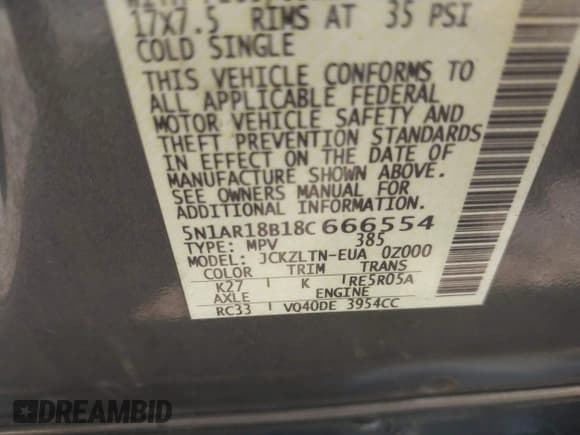 17X7.5 RIMS AT 35 PSI
COLD SINGLE
THIS VEHICLE CONFORMS TO
ALL APPLICABLE FEDERAL
MOTOR VEHICLE SAFETY AND
THEFT PREVENTION STANDARDS
IN EFFECT ON THE DATE OF
MANUFACTURE SHOWN ABOVE.
SEE OWNERS MANUAL FOR
ADDITIONAL INFORMATION.
5N1AR18B18C666554
TYPE: MPV 385
MODEL: JCKZLTN-EUA 0Z000
COLOR TRIM TRANS
K27 K RE5R05A
AXLE ENGINE
RC33 VQ40DE 3954CC
DREAMBID